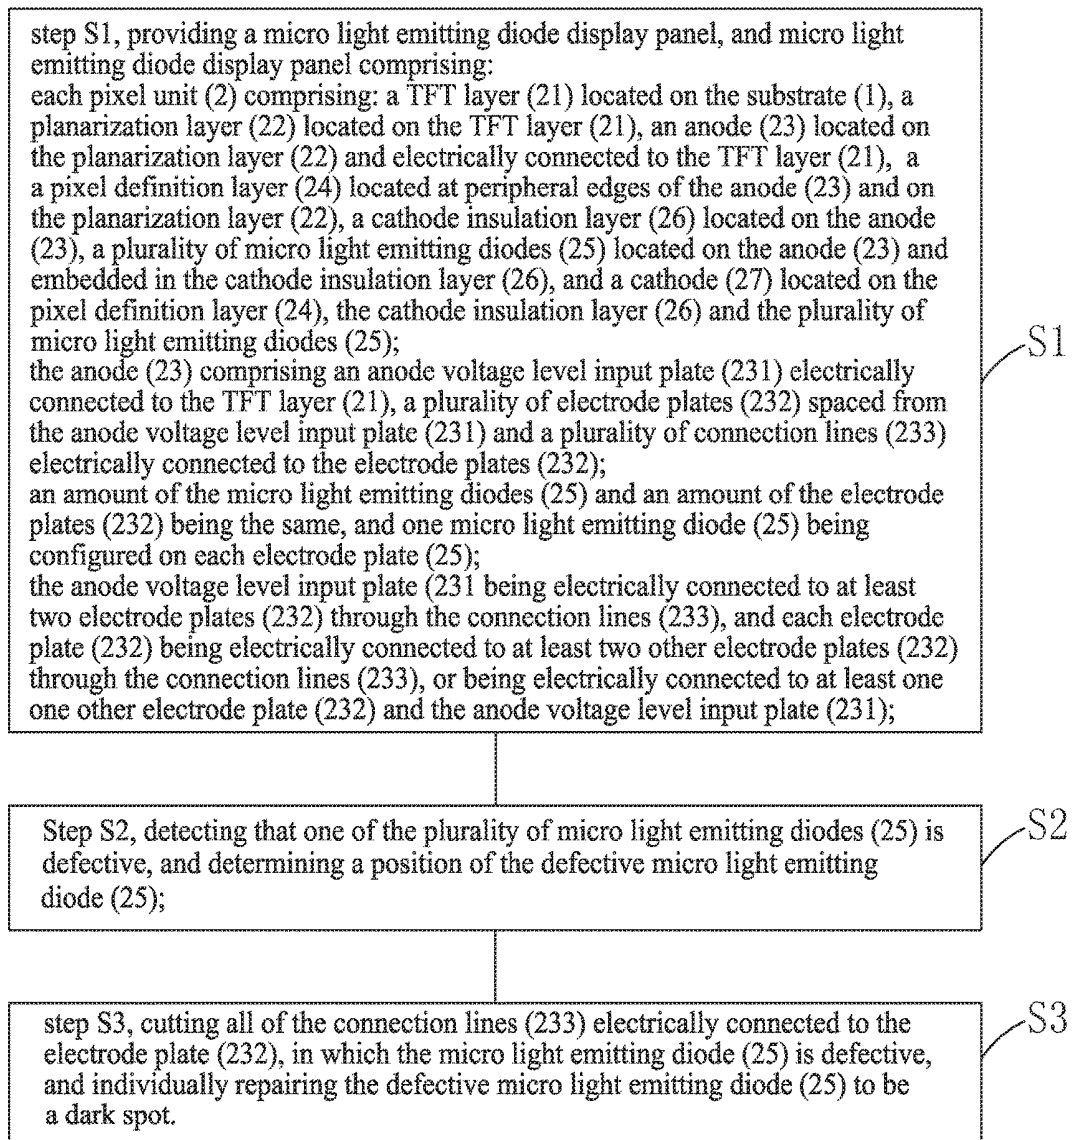 step S1, providing a micro light emitting diode display panel, and micro light
emitting diode display panel comprising:
each pixel unit (2) comprising: a TFT layer (21) located on the substrate (1), a
planarization layer (22) located on the TFT layer (21), an anode (23) located on
the planarization layer (22) and electrically connected to the TFT layer (21), a
a pixel definition layer (24) located at peripheral edges of the anode (23) and on
the planarization layer (22), a cathode insulation layer (26) located on the anode
(23), a plurality of micro light emitting diodes (25) located on the anode (23) and
embedded in the cathode insulation layer (26), and a cathode (27) located on the
pixel definition layer (24), the cathode insulation layer (26) and the plurality of
micro light emitting diodes (25);
the anode (23) comprising an anode voltage level input plate (231) electrically
connected to the TFT layer (21), a plurality of electrode plates (232) spaced from
the anode voltage level input plate (231) and a plurality of connection lines (233)
electrically connected to the electrode plates (232);
an amount of the micro light emitting diodes (25) and an amount of the electrode
plates (232) being the same, and one micro light emitting diode (25) being
configured on each electrode plate (25);
the anode voltage level input plate (231 being electrically connected to at least
two electrode plates (232) through the connection lines (233), and each electrode
plate (232) being electrically connected to at least two other electrode plates (232)
through the connection lines (233), or being electrically connected to at least one
one other electrode plate (232) and the anode voltage level input plate (231);
S1
Step S2, detecting that one of the plurality of micro light emitting diodes (25) is
defective, and determining a position of the defective micro light emitting
diode (25);
S2
step S3, cutting all of the connection lines (233) electrically connected to the
electrode plate (232), in which the micro light emitting diode (25) is defective,
and individually repairing the defective micro light emitting diode (25) to be
a dark spot.
S3